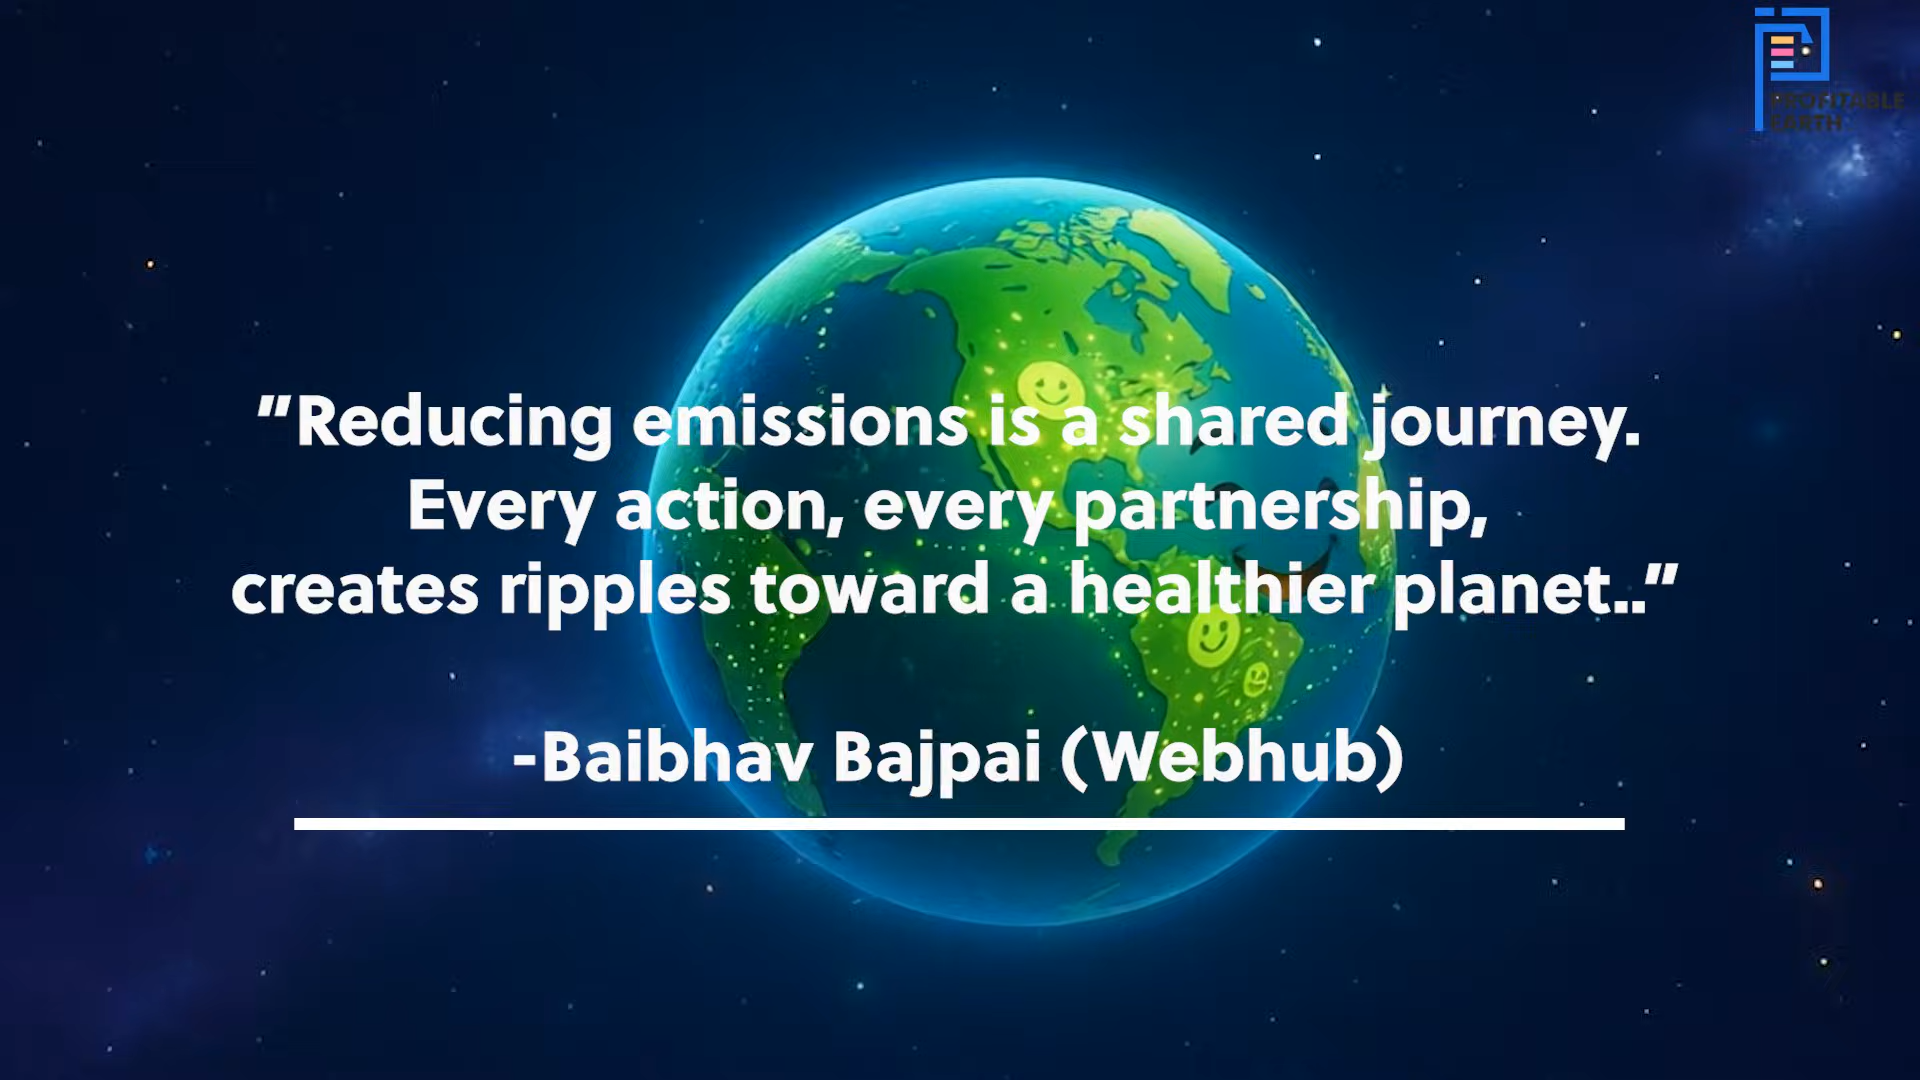 PROFITABLE
EARTH
"Reducing emissions is a shared journey.
Every action, every partnership,
creates ripples toward a healthier planet.."
-Baibhav Bajpai (Webhub)